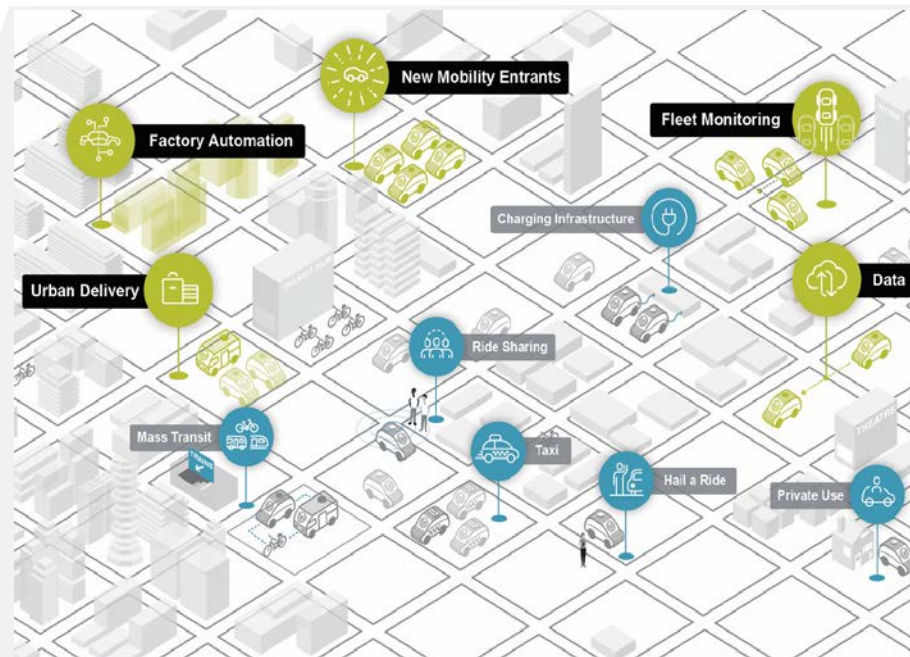 New Mobility Entrants
Factory Automation
Fleet Monitoring
Charging Infrastructure
Urban Delivery
Data
Ride Sharing
Mass Transit
TRAINS
Taxi
THEATRE
Hail a Ride
Private Use